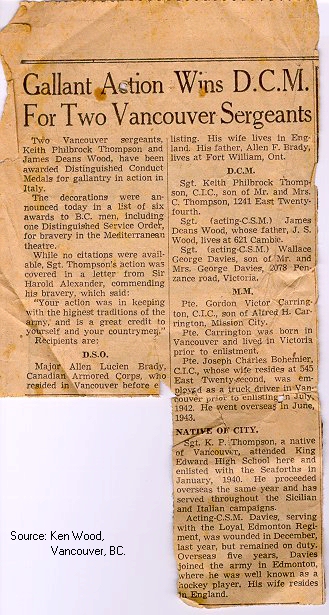 Gallant Action Wins D.C.M.
For Two Vancouver Sergeants
Two Vancouver sergeants,
Keith Philbrock Thompson and
James Deans Wood, have been
awarded Distinguished Conduct
Medals for gallantry in action in
Italy.
The decorations were an-
nounced today in a list of six
awards to B.C. men, including
one Distinguished Service Order,
for bravery in the Mediterranean
theatre.
While no citations were avail-
able, Sgt. Thompson's action was
covered in a letter from Sir
Harold Alexander, commending
his bravery, which said:
"Your action was in keeping
with the highest traditions of the
army, and is a great credit to
yourself and your countrymen."
Recipients are:
D.S.O.
Major Allen Lucien Brady,
Canadian Armored Corps, who
resided in Vancouver before e
listing. His wife lives in Eng-
land. His father, Allen F. Brady,
lives at Fort William, Ont.
D.C.M.
Sgt. Keith Philbrock Thomp-
son, C.I.C., son of Mr. and Mrs.
C. Thompson, 1241 East Twenty-
fourth.
Sgt. (acting-C.S.M.) James
Deans Wood, whose father, J. S.
Wood, lives at 621 Cambie.
Sgt. (acting C.S.M.) Wallace
George Davies, son of Mr. and
Mrs. George Davies, 2078 Pen-
zance road, Victoria.
M.M.
Pte. Gordon Victor Carring-
ton, C.I.C., son of Alfred H. Car-
rington, Mission City.
Pte. Carrington was born in
Vancouver and lived in Victoria
prior to enlistment.
Pte. Joseph Charles Bohemier,
C.I.C., whose wife resides at 545
East Twenty-second, was em-
ployed as a truck driver in Van-
couver prior to enlisting in July,
1942. He went overseas in June,
1943.
NATIVE OF CITY.
Sgt. K. P. Thompson, a native
of Vancouver, attended King
Edward High School here and
enlisted with the Seaforths in
January, 1940. He proceeded
overseas the same year and has
served throughout the Sicilian
and Italian campaigns.
Acting-C.S.M. Davies, serving
with the Loyal Edmonton Regi-
ment, was wounded in December,
last year, but remained on duty.
Overseas five years, Davies
joined the army in Edmonton,
where he was well known as a
hockey player. His wife resides
in England.
Source: Ken Wood,
Vancouver, BC.